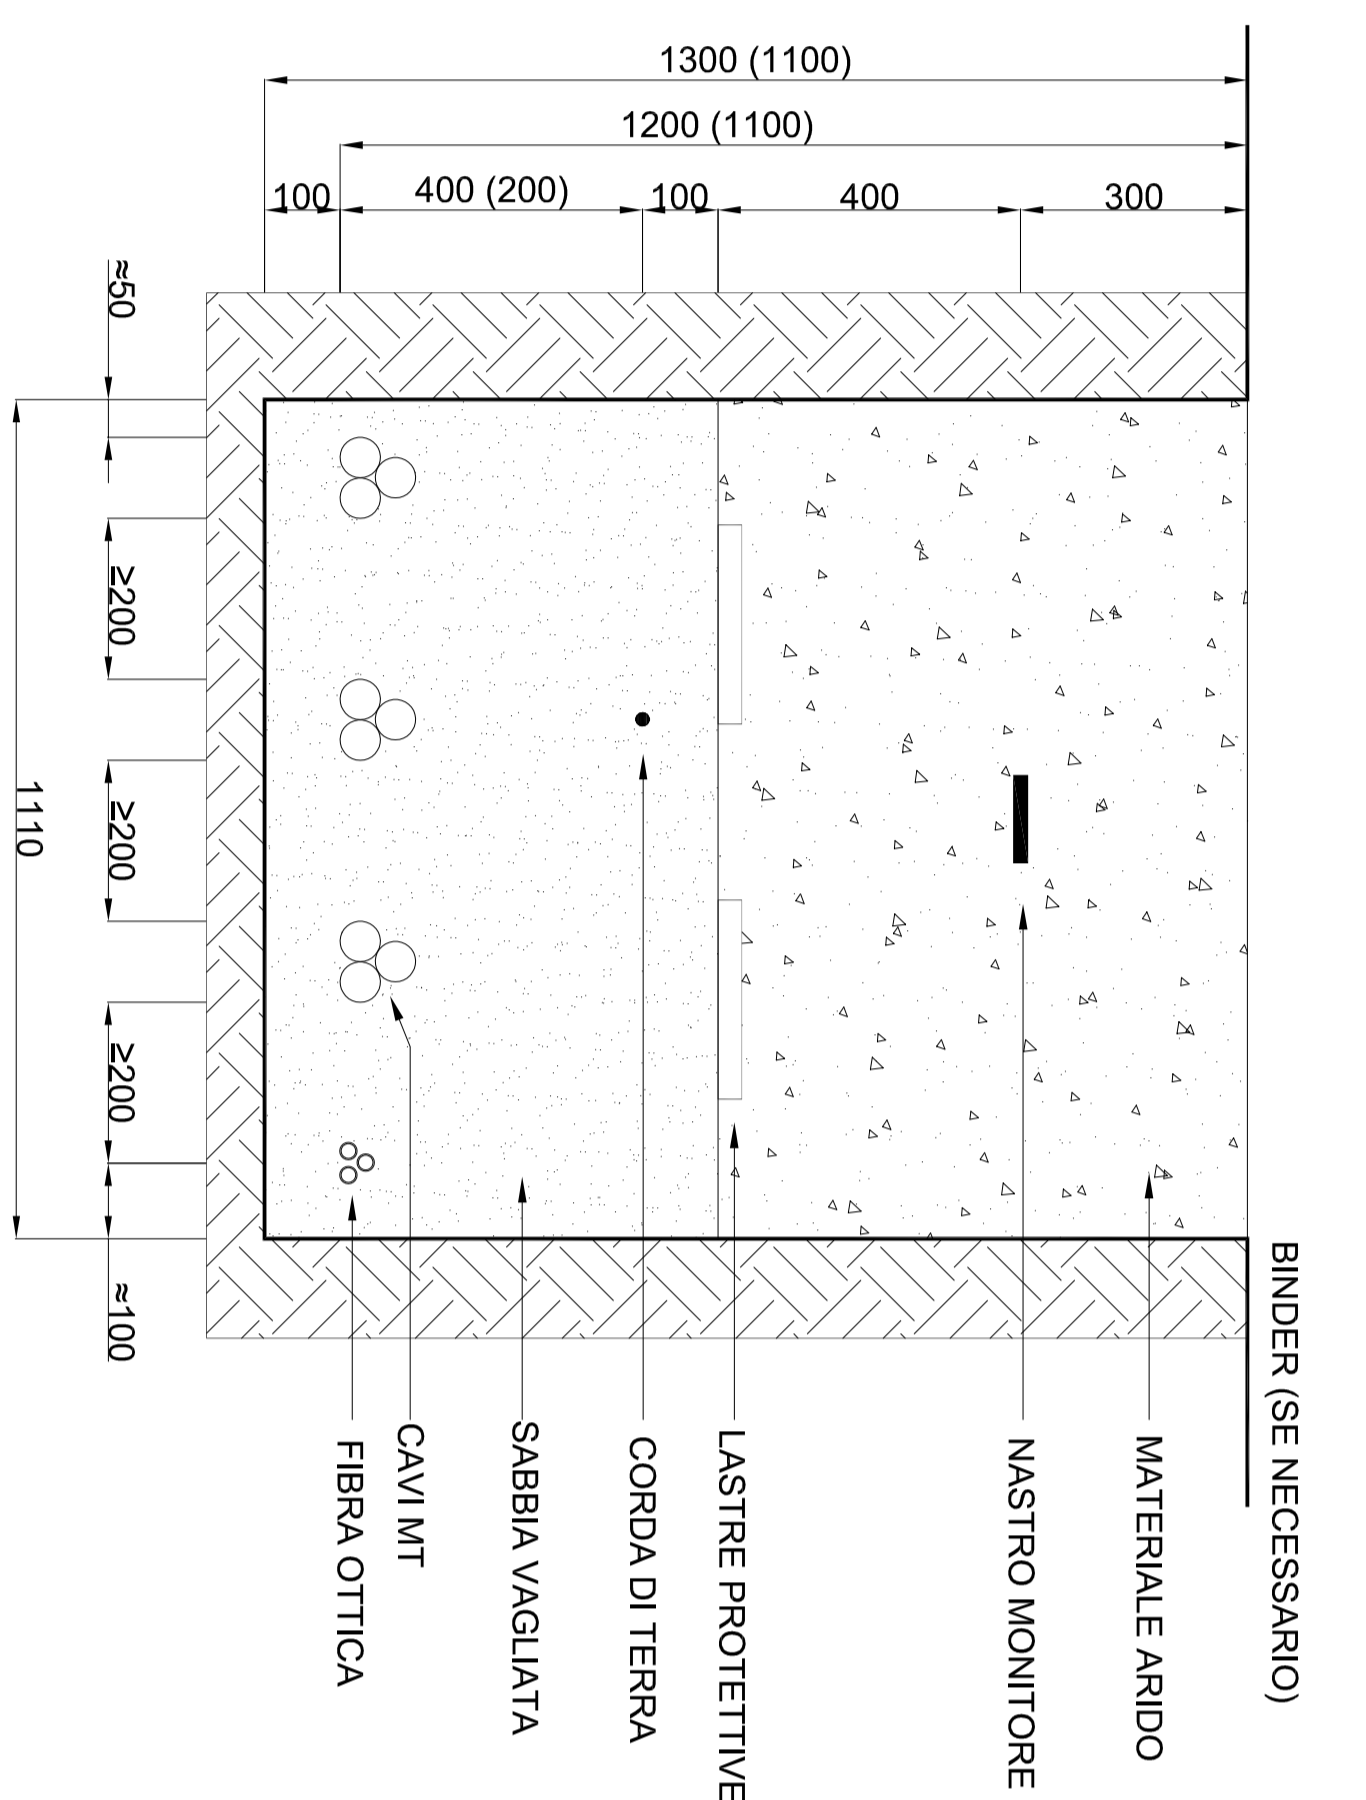 1300 (1100)
1200 (1100)
100
400 (200)
100
400
300
≈50
≥200
≥200
≥200
≈100
1110
BINDER (SE NECESSARIO)
MATERIALE ARIDO
NASTRO MONITORE
LASTRE PROTETTIVE
CORDA DI TERRA
SABBIA VAGLIATA
CAVI MT
FIBRA OTTICA